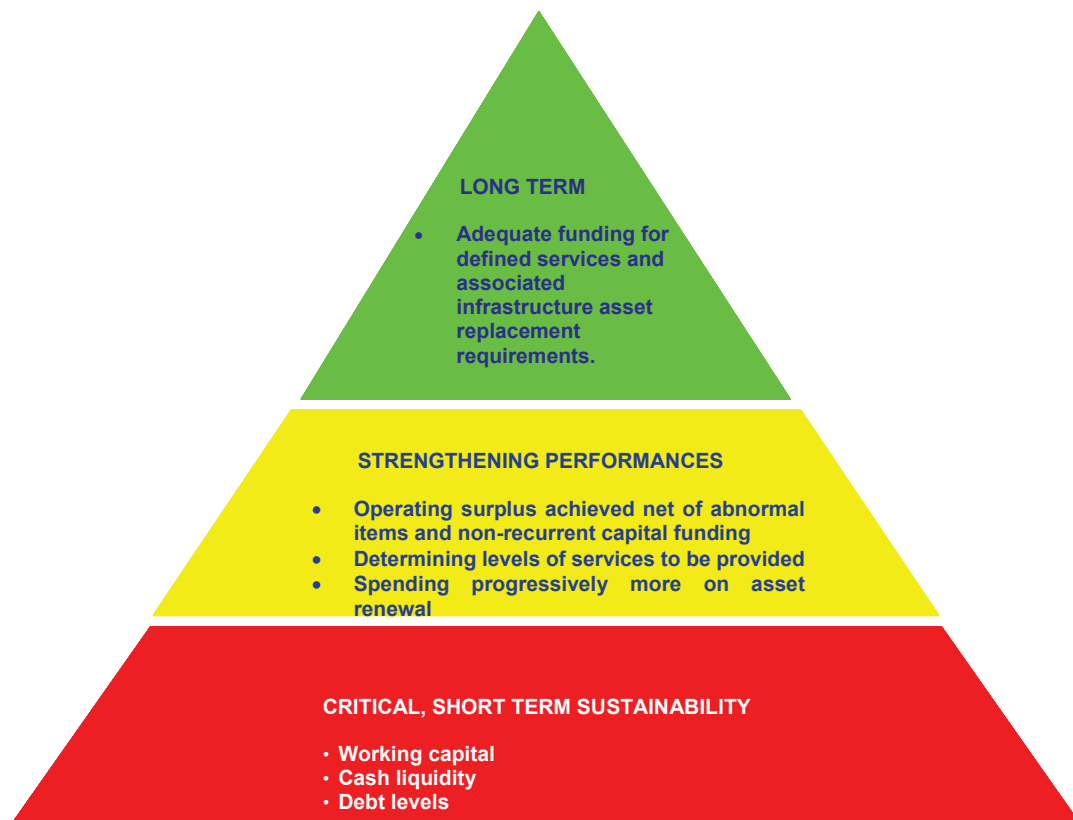 LONG TERM
• Adequate funding for
defined services and
associated
infrastructure asset
replacement
requirements.
STRENGTHENING PERFORMANCES
• Operating surplus achieved net of abnormal
items and non-recurrent capital funding
• Determining levels of services to be provided
• Spending progressively more on asset
renewal
CRITICAL, SHORT TERM SUSTAINABILITY
• Working capital
• Cash liquidity
• Debt levels